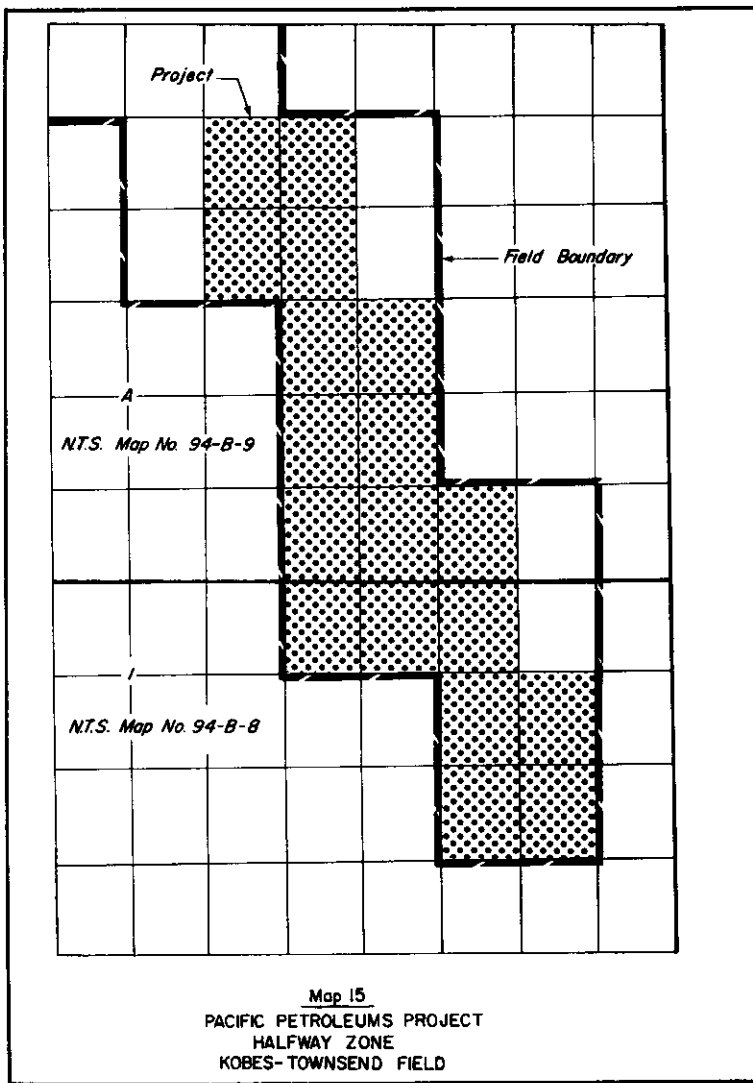 Project
Field Boundary
A
N.T.S. Map No. 94-B-9
I
N.T.S. Map No. 94-B-8
Map 15
PACIFIC PETROLEUMS PROJECT
HALFWAY ZONE
KOBES-TOWNSEND FIELD